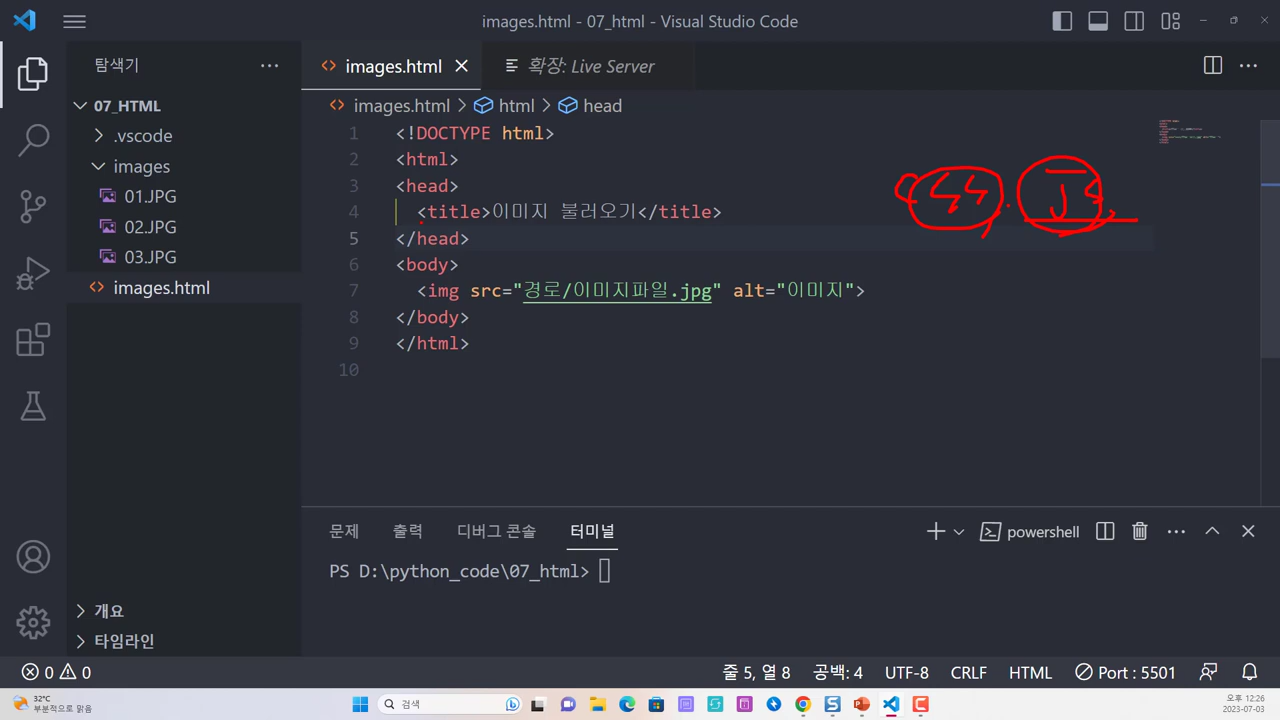 images.html - 07_html - Visual Studio Code
탐색기 ···
images.html
확장: Live Server
07_HTML
.vscode
images
01.JPG
02.JPG
03.JPG
images.html
images.html > html > head
1 <!DOCTYPE html>
2 <html>
3 <head>
4 <title>이미지 불러오기</title>
5 </head>
6 <body>
7 <img src="경로/이미지파일.jpg" alt="이미지">
8 </body>
9 </html>
10
css, JS,
문제 출력 디버그 콘솔 터미널
powershell
PS D:\python_code\07_html>
개요
타임라인
0 0
줄 5, 열 8 공백: 4 UTF-8 CRLF HTML Port : 5501
32°C
부분적으로 맑음
검색
오후 12:26
2023-07-03